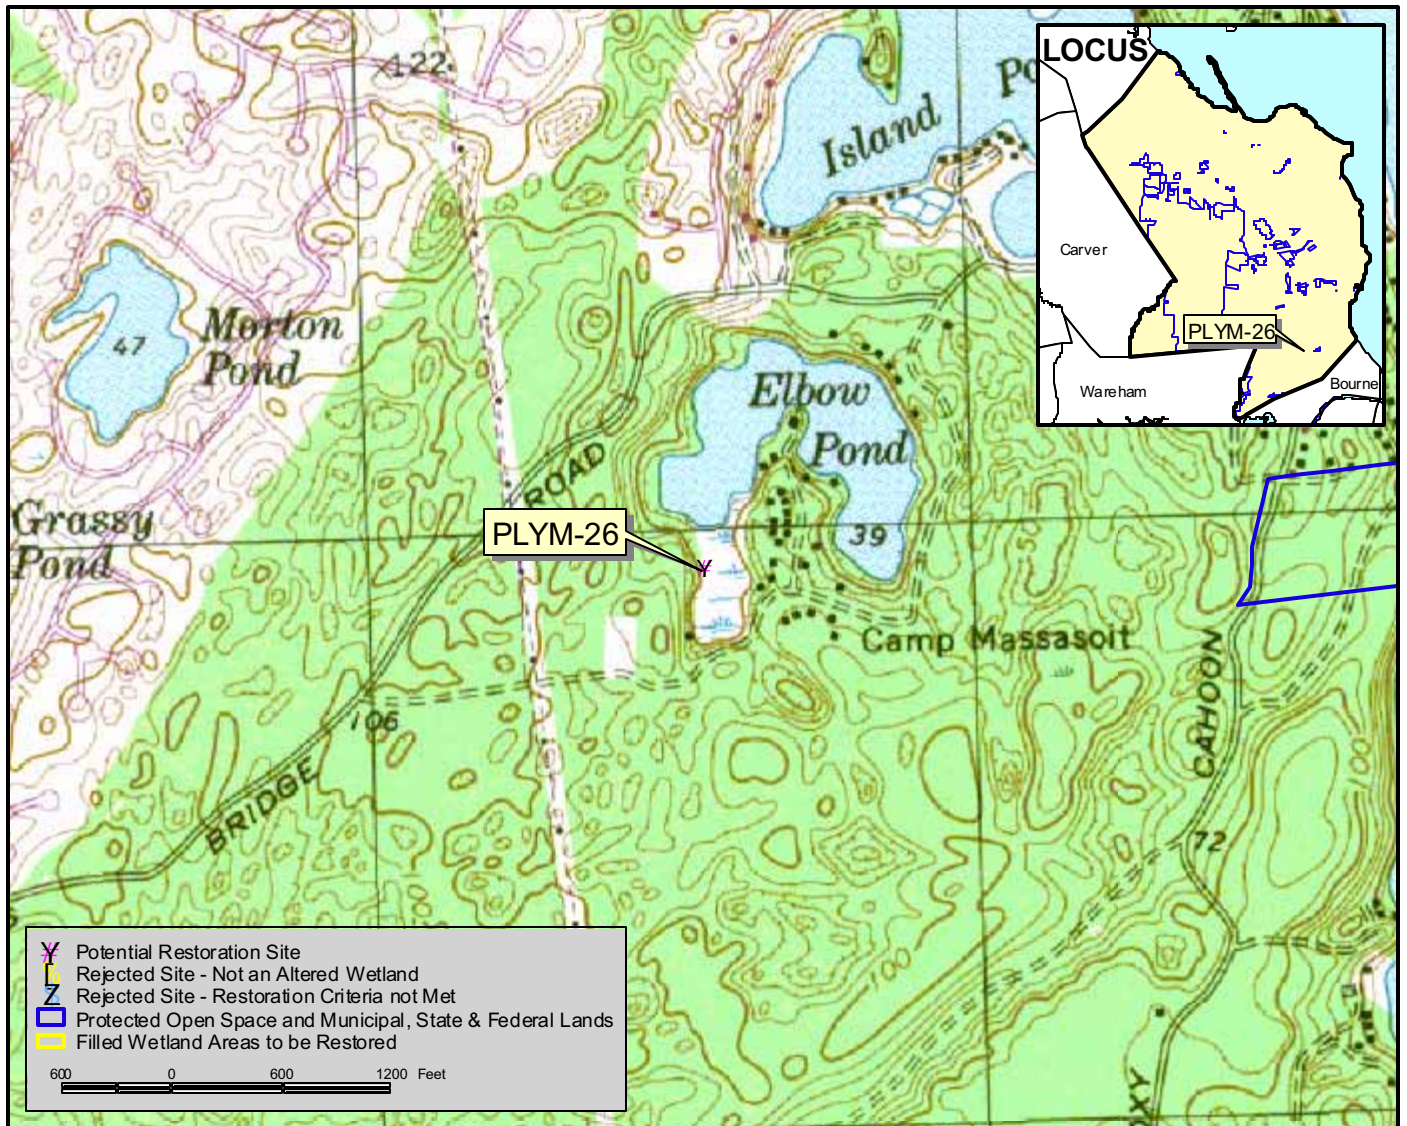 122
Island
Po
LOCUS
Carver
PLYM-26
Wareham
Bourne
47
Morton
Pond
Elbow
Pond
ROAD
Grassy
Pond
PLYM-26
39
Camp Massasoit
CAHOON
106
BRIDGE
100
72
OXY
Potential Restoration Site
Rejected Site - Not an Altered Wetland
Rejected Site - Restoration Criteria not Met
Protected Open Space and Municipal, State & Federal Lands
Filled Wetland Areas to be Restored
600 0 600 1200 Feet